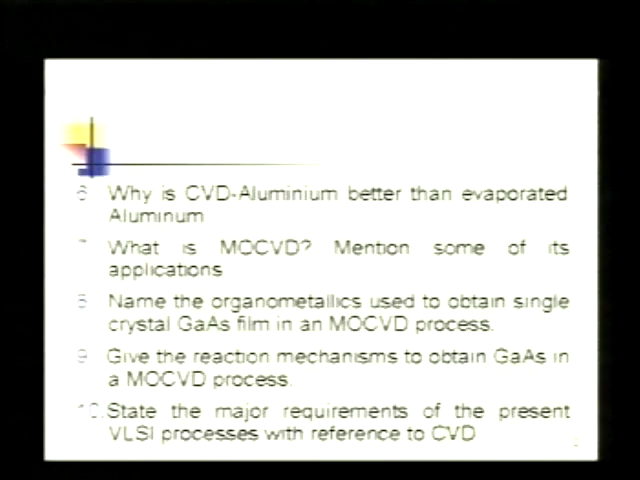 6 Why is CVD-Aluminium better than evaporated
Aluminum
7 What is MOCVD? Mention some of its
applications
8 Name the organometallics used to obtain single
crystal GaAs film in an MOCVD process.
9 Give the reaction mechanisms to obtain GaAs in
a MOCVD process.
10. State the major requirements of the present
VLSI processes with reference to CVD